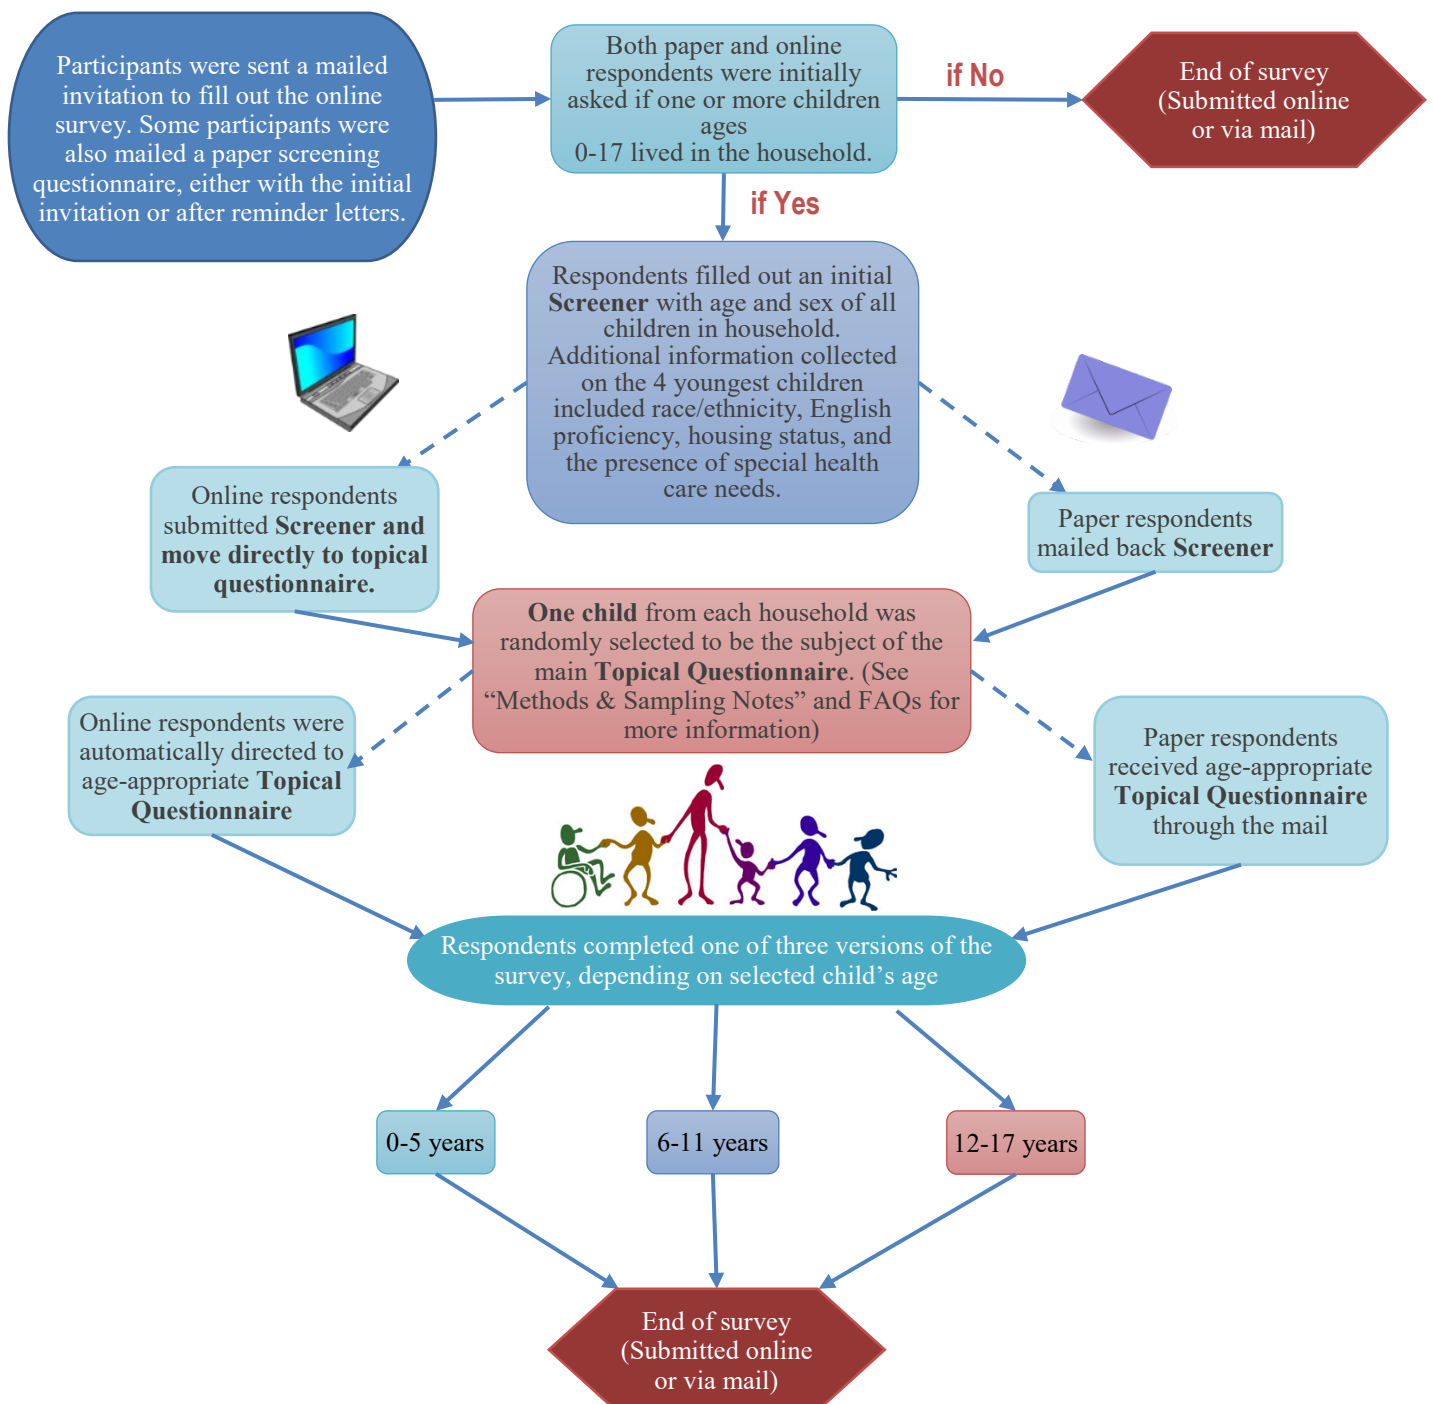 Participants were sent a mailed
invitation to fill out the online
survey. Some participants were
also mailed a paper screening
questionnaire, either with the initial
invitation or after reminder letters.
Both paper and online
respondents were initially
asked if one or more children
ages
0-17 lived in the household.
if No
End of survey
(Submitted online
or via mail)
if Yes
Respondents filled out an initial
Screener with age and sex of all
children in household.
Additional information collected
on the 4 youngest children
included race/ethnicity, English
proficiency, housing status, and
the presence of special health
care needs.
Online respondents
submitted Screener and
move directly to topical
questionnaire.
Paper respondents
mailed back Screener
One child from each household was
randomly selected to be the subject of the
main Topical Questionnaire. (See
“Methods & Sampling Notes” and FAQs for
more information)
Online respondents were
automatically directed to
age-appropriate Topical
Questionnaire
Paper respondents
received age-appropriate
Topical Questionnaire
through the mail
Respondents completed one of three versions of the
survey, depending on selected child’s age
0-5 years
6-11 years
12-17 years
End of survey
(Submitted online
or via mail)